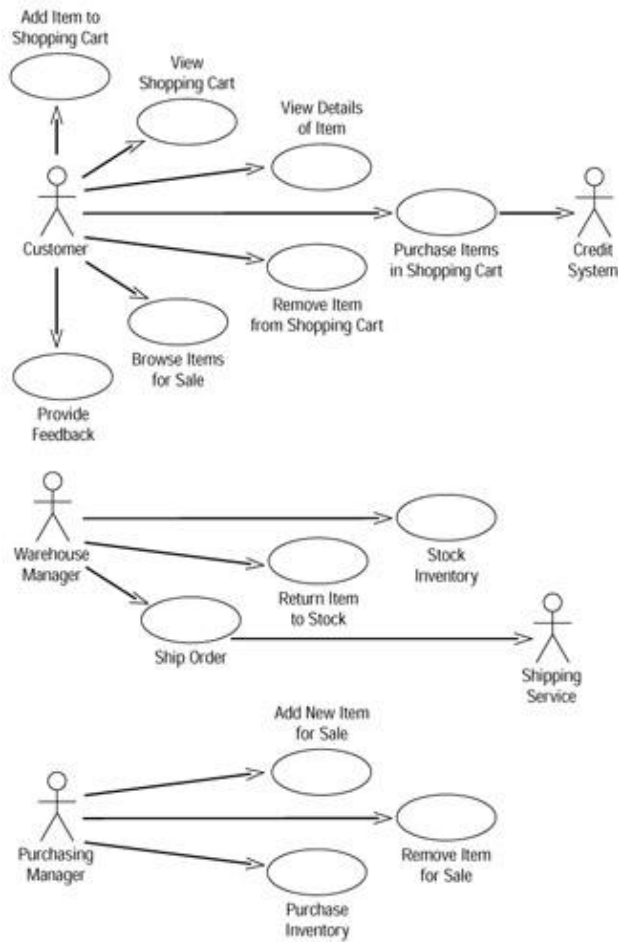 Add Item to
Shopping Cart
View
Shopping Cart
View Details
of Item
Customer
Purchase Items
in Shopping Cart
Credit
System
Remove Item
from Shopping Cart
Browse Items
for Sale
Provide
Feedback
Warehouse
Manager
Stock
Inventory
Return Item
to Stock
Ship Order
Shipping
Service
Add New Item
for Sale
Purchasing
Manager
Remove Item
for Sale
Purchase
Inventory